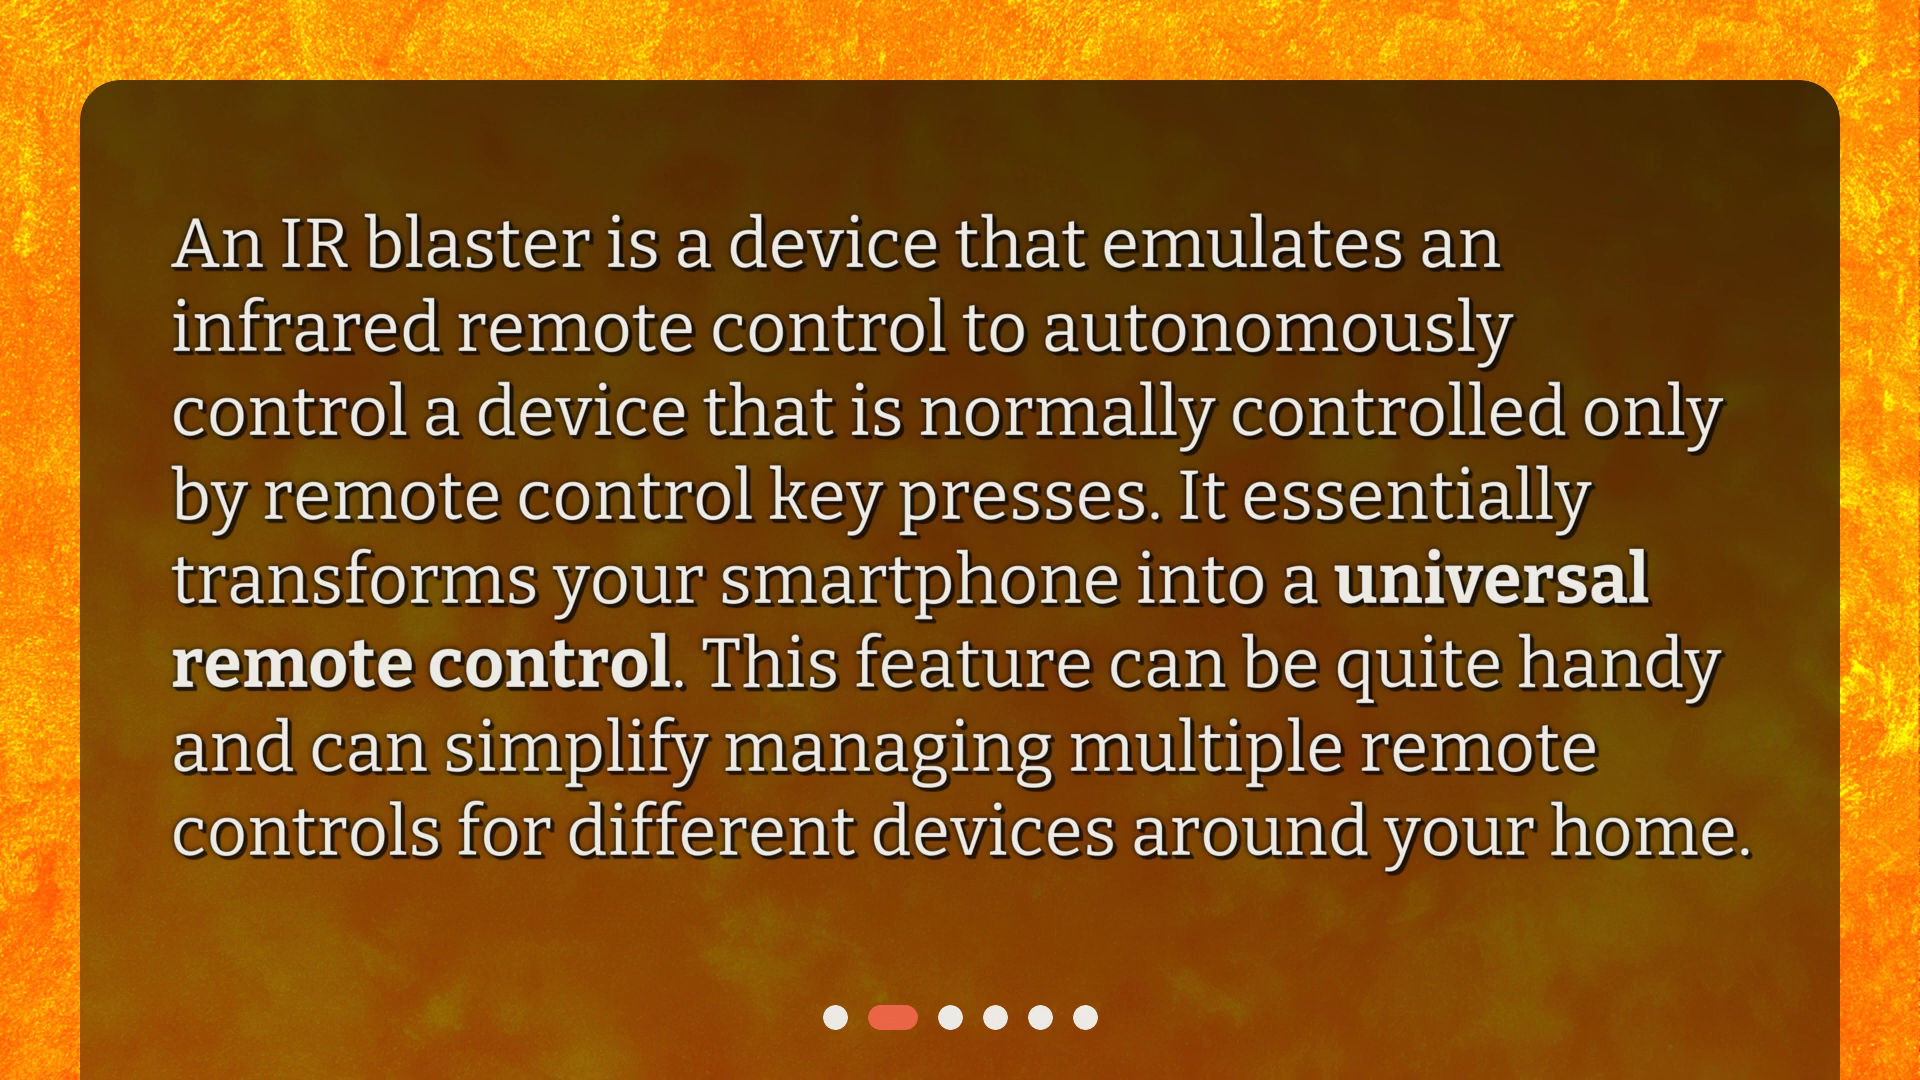 An IR blaster is a device that emulates an
infrared remote control to autonomously
control a device that is normally controlled only
by remote control key presses. It essentially
transforms your smartphone into a universal
remote control. This feature can be quite handy
and can simplify managing multiple remote
controls for different devices around your home.